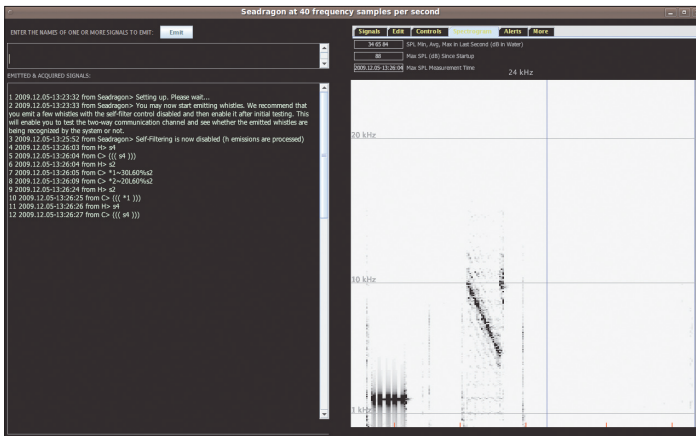 Seadragon at 40 frequency samples per second
ENTER THE NAMES OF ONE OR MORE SIGNALS TO EMIT:
Emit
EMITTED & ACQUIRED SIGNALS:
1 2009.12.05-13:23:32 from Seadragon> Setting up. Please wait...
2 2009.12.05-13:23:33 from Seadragon> You may now start emitting whistles. We recommend that
you emit a few whistles with the self-filter control disabled and then enable it after initial testing. This
will enable you to test the two-way communication channel and see whether the emitted whistles are
being recognized by the system or not.
3 2009.12.05-13:25:52 from Seadragon> Self-Filtering is now disabled (h emissions are processed)
4 2009.12.05-13:26:03 from H> s4
5 2009.12.05-13:26:04 from C> ((( s4 )))
6 2009.12.05-13:26:04 from H> s2
7 2009.12.05-13:26:05 from C> *1~30L60%s2
8 2009.12.05-13:26:09 from C> *2~20L60%s2
9 2009.12.05-13:26:24 from H> s2
10 2009.12.05-13:26:25 from C> ((( *1 )))
11 2009.12.05-13:26:26 from H> s4
12 2009.12.05-13:26:27 from C> ((( s4 )))
Signals Edit Controls Alerts More
34 65 84 SPL Min, Avg, Max in Last Second (dB in Water)
88 Max SPL (dB) Since Startup
2009.12.05-13:26:04 Max SPL Measurement Time
24 kHz
20 kHz
10 kHz
1 kHz